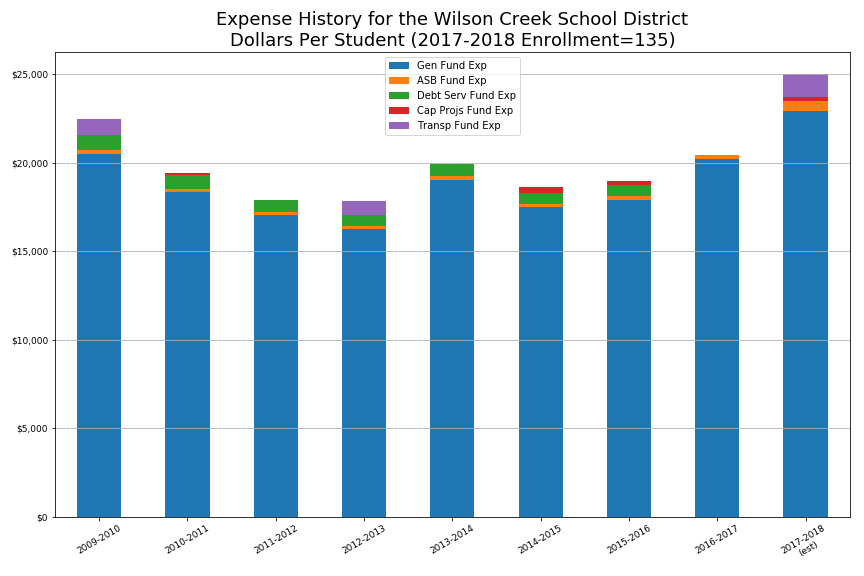 Expense History for the Wilson Creek School District
Dollars Per Student (2017-2018 Enrollment=135)
Gen Fund Exp
ASB Fund Exp
Debt Serv Fund Exp
Cap Projs Fund Exp
Transp Fund Exp
$25,000
$20,000
$15,000
$10,000
$5,000
$0
2009-2010
2010-2011
2011-2012
2012-2013
2013-2014
2014-2015
2015-2016
2016-2017
2017-2018
(est)